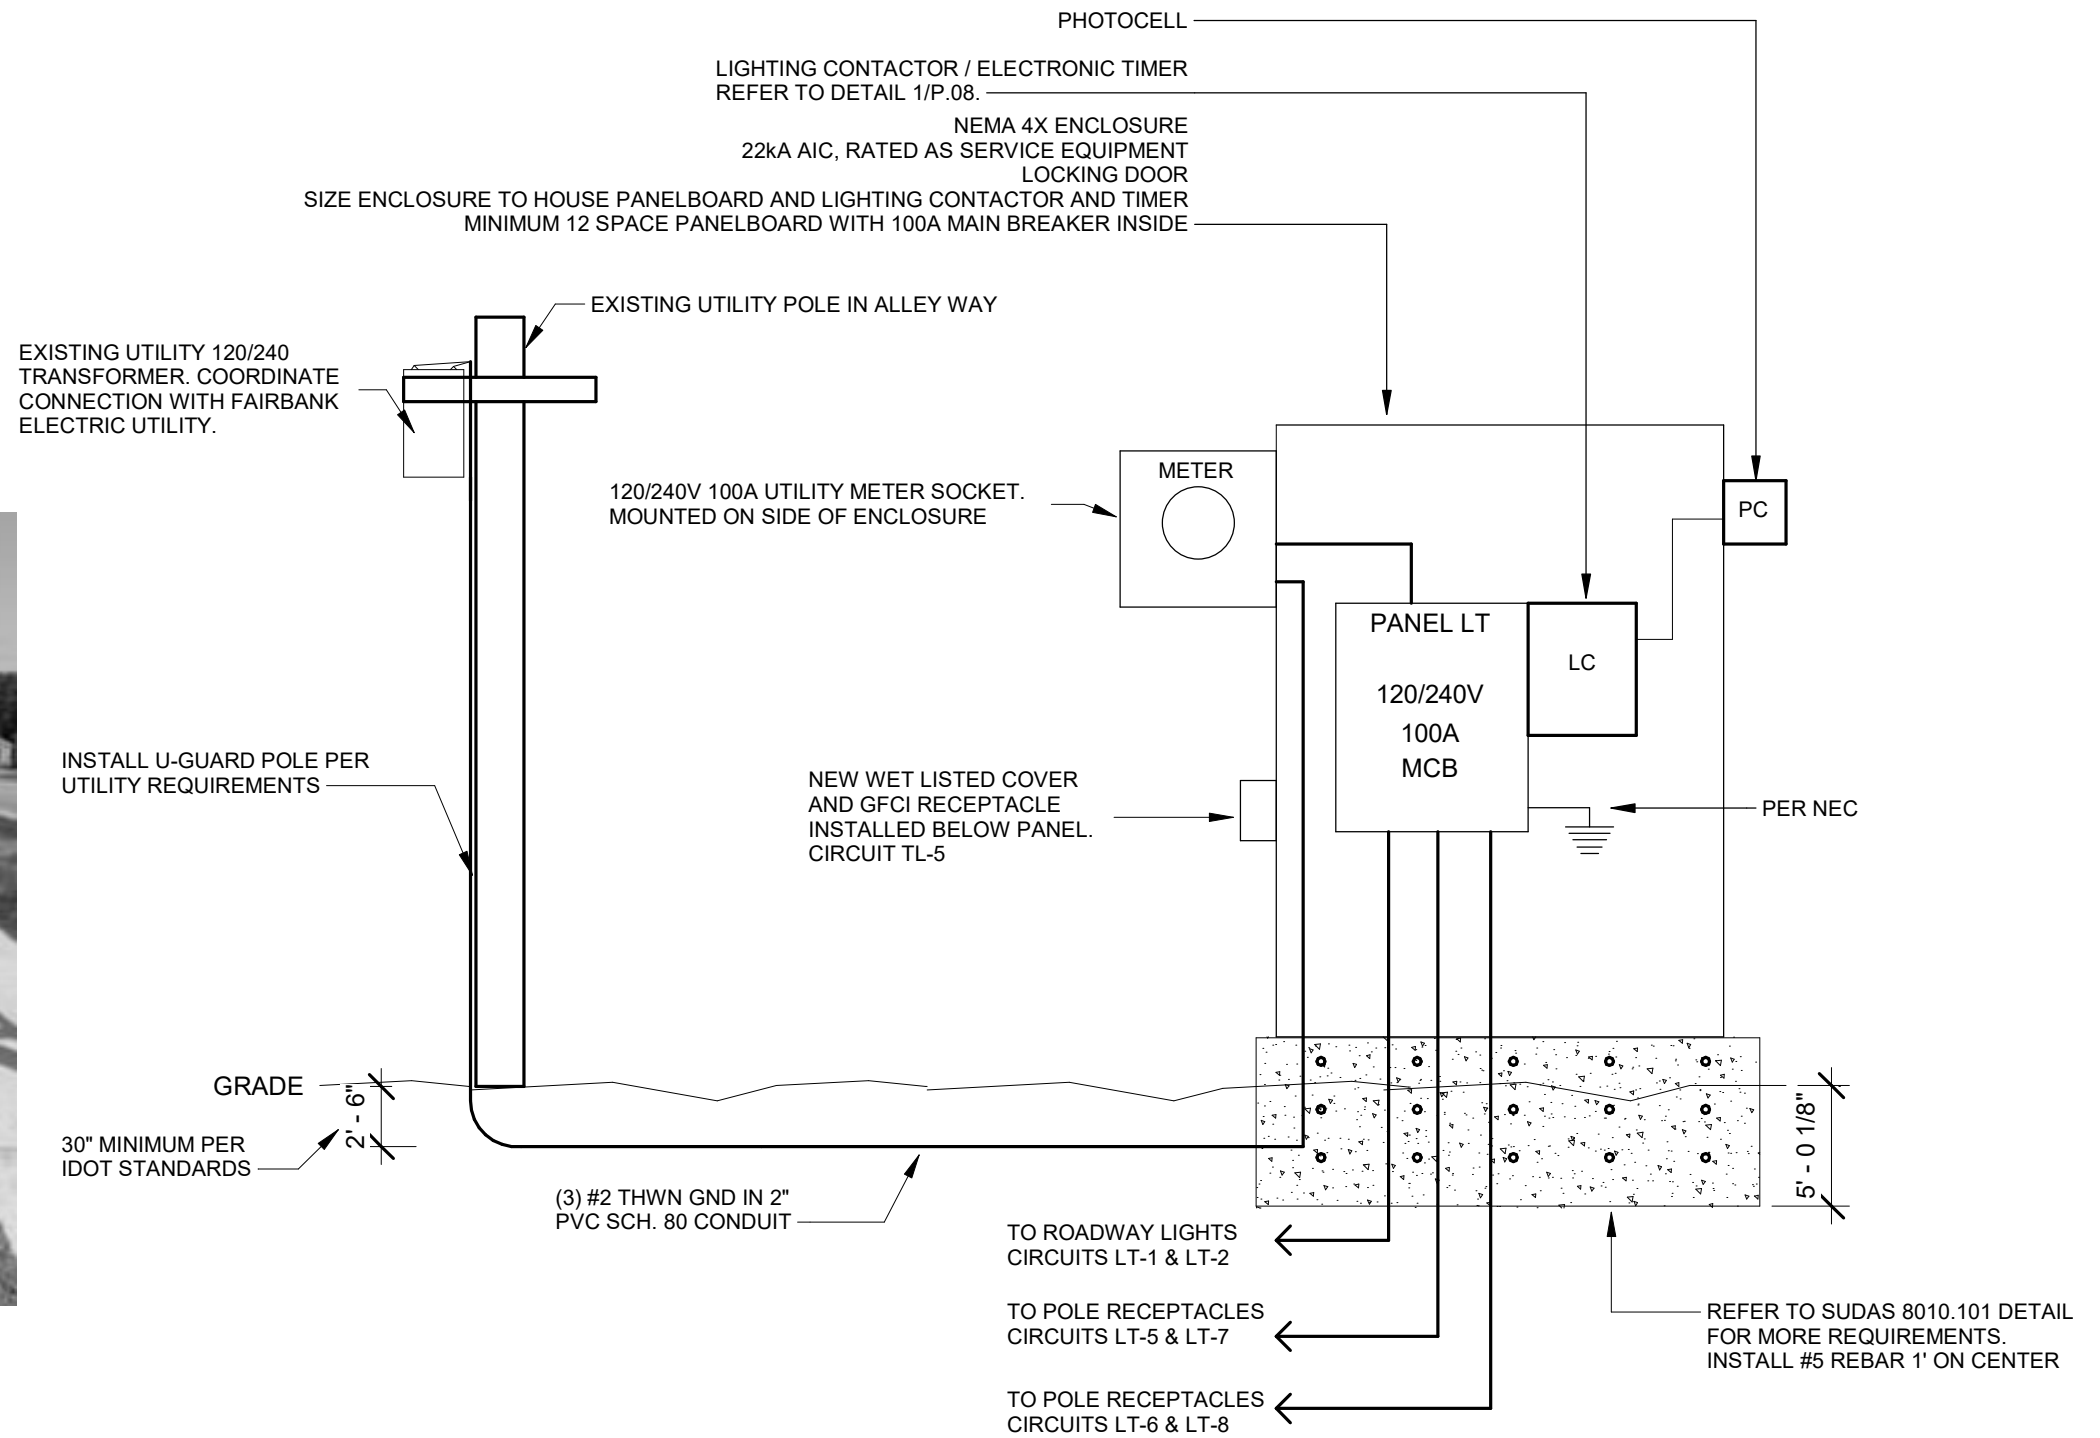 PHOTOCELL
LIGHTING CONTACTOR / ELECTRONIC TIMER
REFER TO DETAIL 1/P.08.
NEMA 4X ENCLOSURE
22kA AIC, RATED AS SERVICE EQUIPMENT
LOCKING DOOR
SIZE ENCLOSURE TO HOUSE PANELBOARD AND LIGHTING CONTACTOR AND TIMER
MINIMUM 12 SPACE PANELBOARD WITH 100A MAIN BREAKER INSIDE
EXISTING UTILITY POLE IN ALLEY WAY
EXISTING UTILITY 120/240
TRANSFORMER. COORDINATE
CONNECTION WITH FAIRBANK
ELECTRIC UTILITY.
METER
120/240V 100A UTILITY METER SOCKET.
MOUNTED ON SIDE OF ENCLOSURE
PC
PANEL LT
120/240V
100A
MCB
LC
INSTALL U-GUARD POLE PER
UTILITY REQUIREMENTS
NEW WET LISTED COVER
AND GFCI RECEPTACLE
INSTALLED BELOW PANEL.
CIRCUIT TL-5
PER NEC
GRADE
2' - 6"
30" MINIMUM PER
IDOT STANDARDS
5' - 0 1/8"
(3) #2 THWN GND IN 2"
PVC SCH. 80 CONDUIT
TO ROADWAY LIGHTS
CIRCUITS LT-1 & LT-2
TO POLE RECEPTACLES
CIRCUITS LT-5 & LT-7
TO POLE RECEPTACLES
CIRCUITS LT-6 & LT-8
REFER TO SUDAS 8010.101 DETAIL
FOR MORE REQUIREMENTS.
INSTALL #5 REBAR 1' ON CENTER